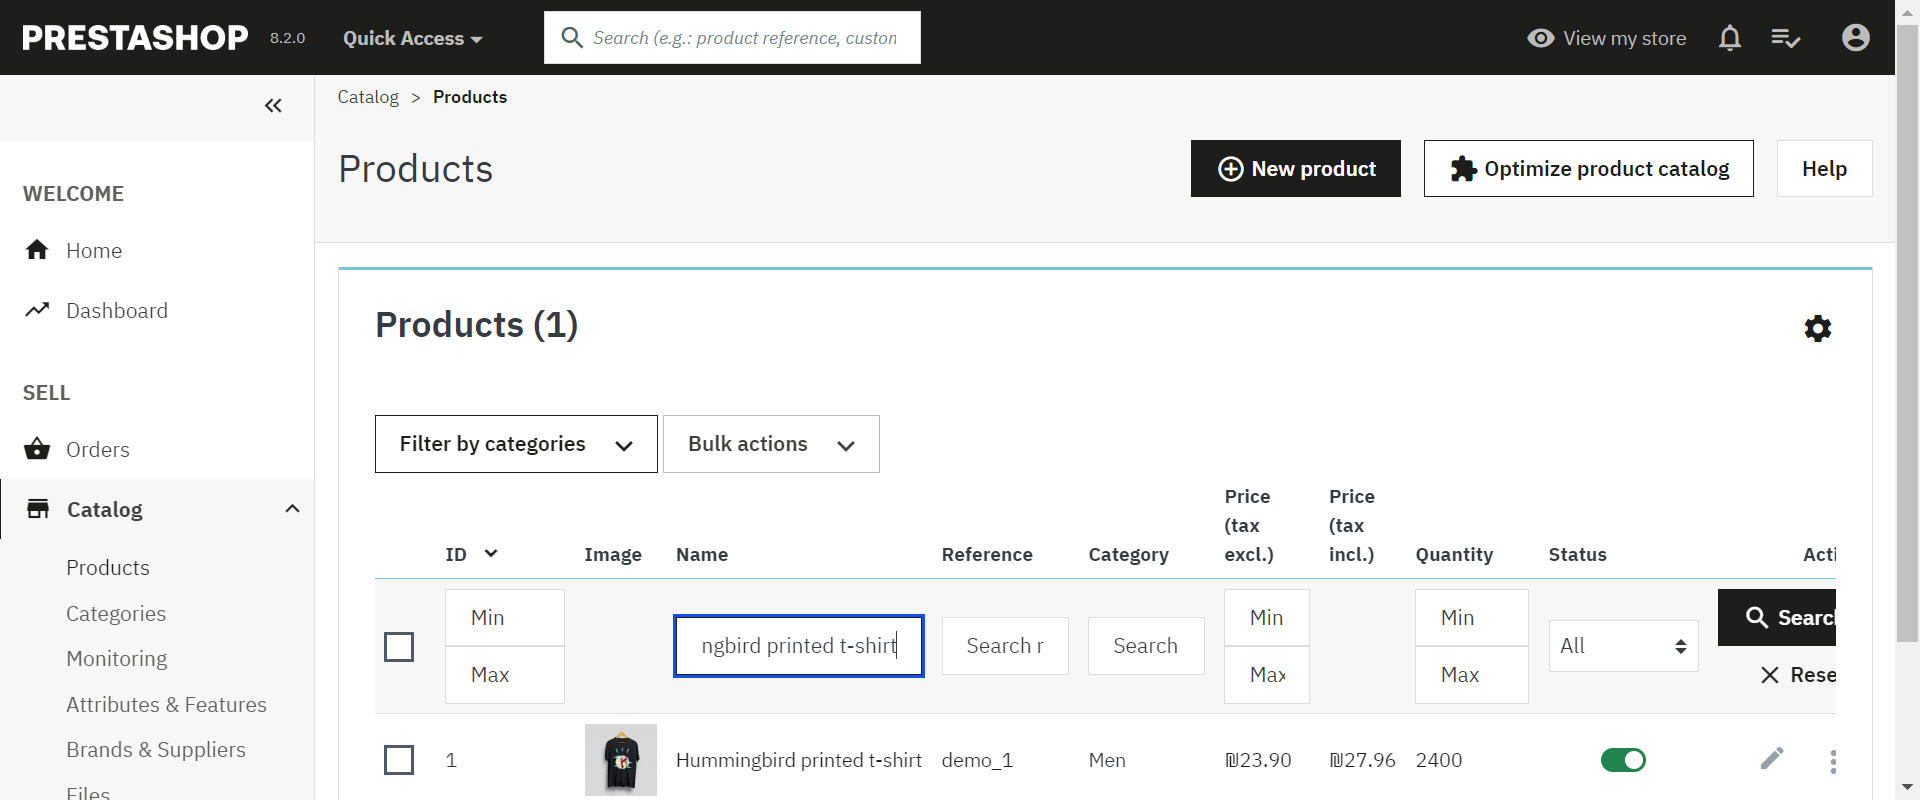 PRESTASHOP 8.2.0 Quick Access Search (e.g.: product reference, custon View my store
Catalog > Products
Products
New product Optimize product catalog Help
WELCOME
Home
Dashboard
SELL
Orders
Catalog
Products
Categories
Monitoring
Attributes & Features
Brands & Suppliers
Files
Products (1)
Filter by categories Bulk actions
ID Image Name Reference Category Price (tax excl.) Price (tax incl.) Quantity Status Acti
Min Max ngbird printed t-shirt Search r Search Min Max Min Max All Search Rese
1 Hummingbird printed t-shirt demo_1 Men ₪23.90 ₪27.96 2400